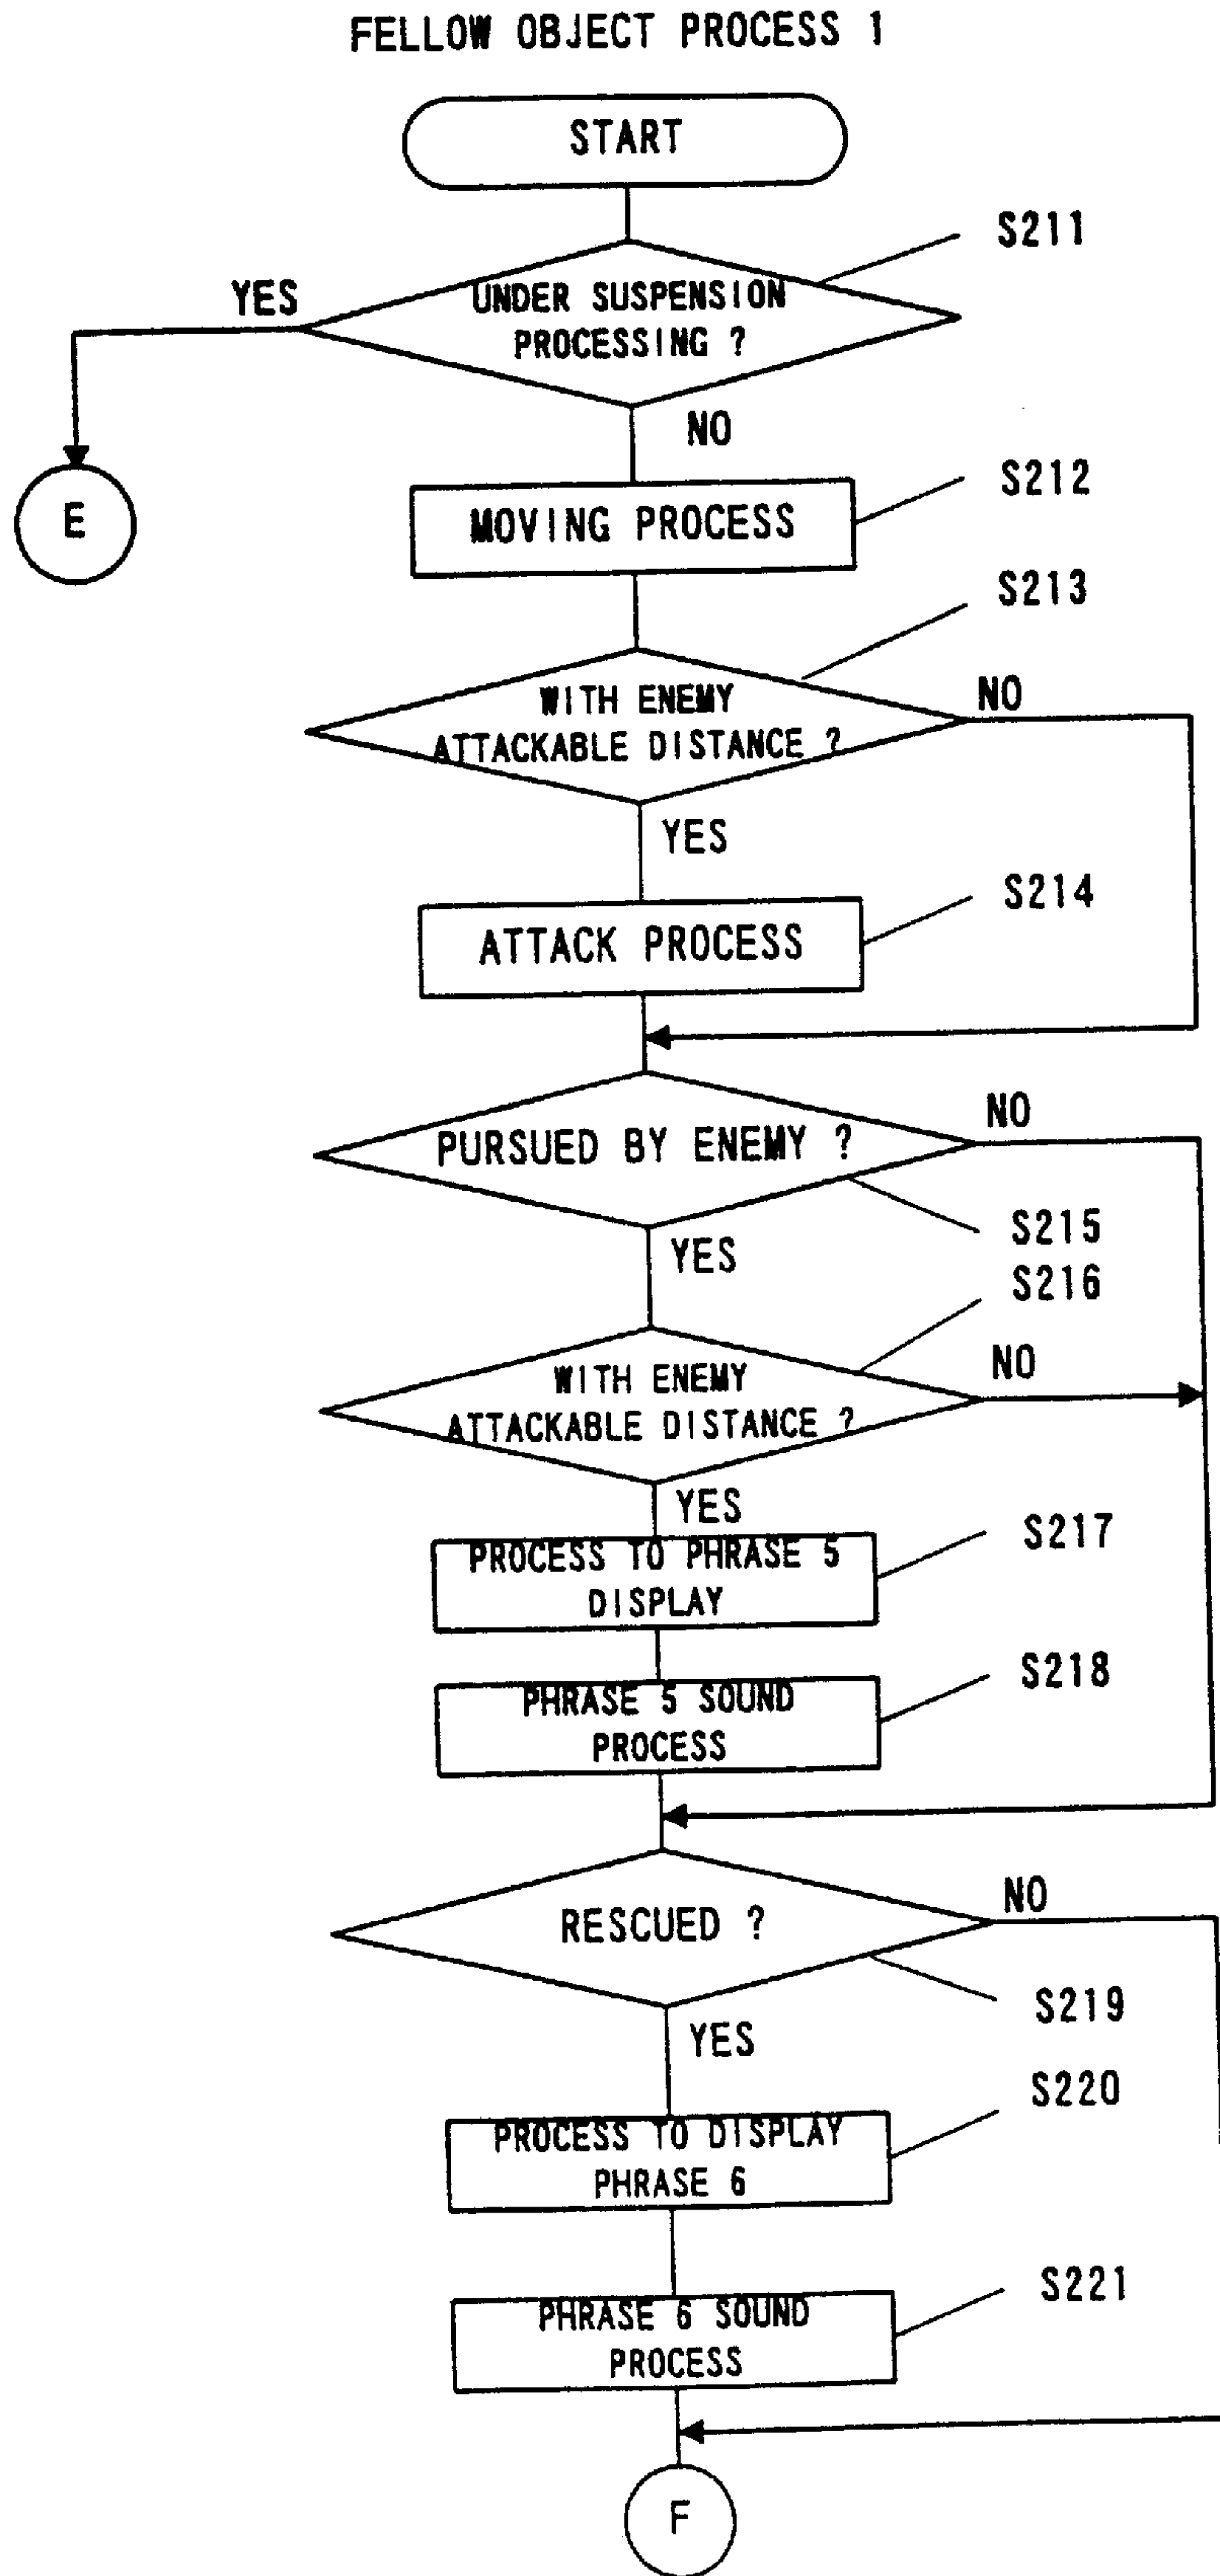 FELLOW OBJECT PROCESS 1
START
S211
YES
UNDER SUSPENSION
PROCESSING ?
NO
E
S212
MOVING PROCESS
S213
WITH ENEMY
ATTACKABLE DISTANCE ?
NO
YES
S214
ATTACK PROCESS
PURSUED BY ENEMY ?
NO
S215
YES
S216
WITH ENEMY
ATTACKABLE DISTANCE ?
NO
YES
S217
PROCESS TO PHRASE 5
DISPLAY
S218
PHRASE 5 SOUND
PROCESS
RESCUED ?
NO
S219
YES
S220
PROCESS TO DISPLAY
PHRASE 6
S221
PHRASE 6 SOUND
PROCESS
F